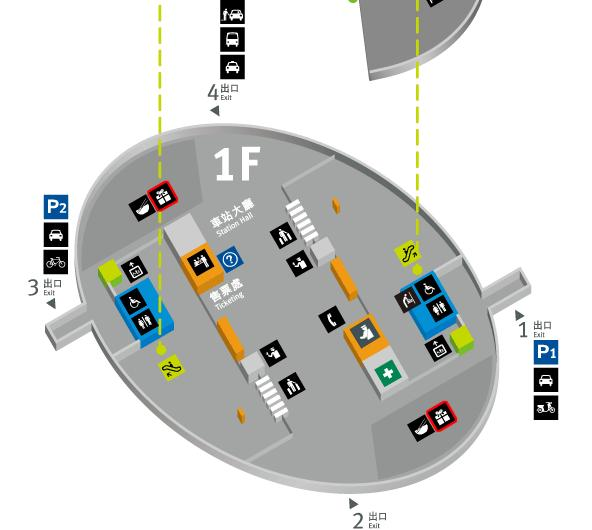 4 出口
Exit
1F
車站大廳
Station Hall
P2
3 出口
Exit
?
售票處
Ticketing
1 出口
Exit
P1
2 出口
Exit